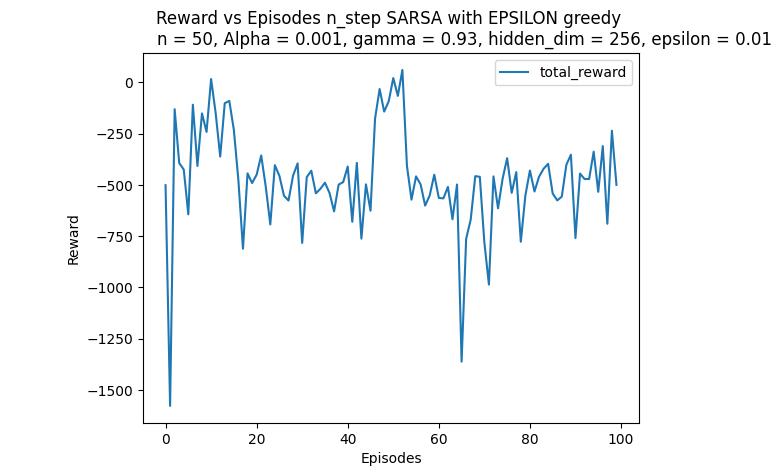 Reward vs Episodes n_step SARSA with EPSILON greedy
n = 50, Alpha = 0.001, gamma = 0.93, hidden_dim = 256, epsilon = 0.01
total_reward
0
−250
−500
−750
−1000
−1250
−1500
Reward
0 20 40 60 80 100
Episodes